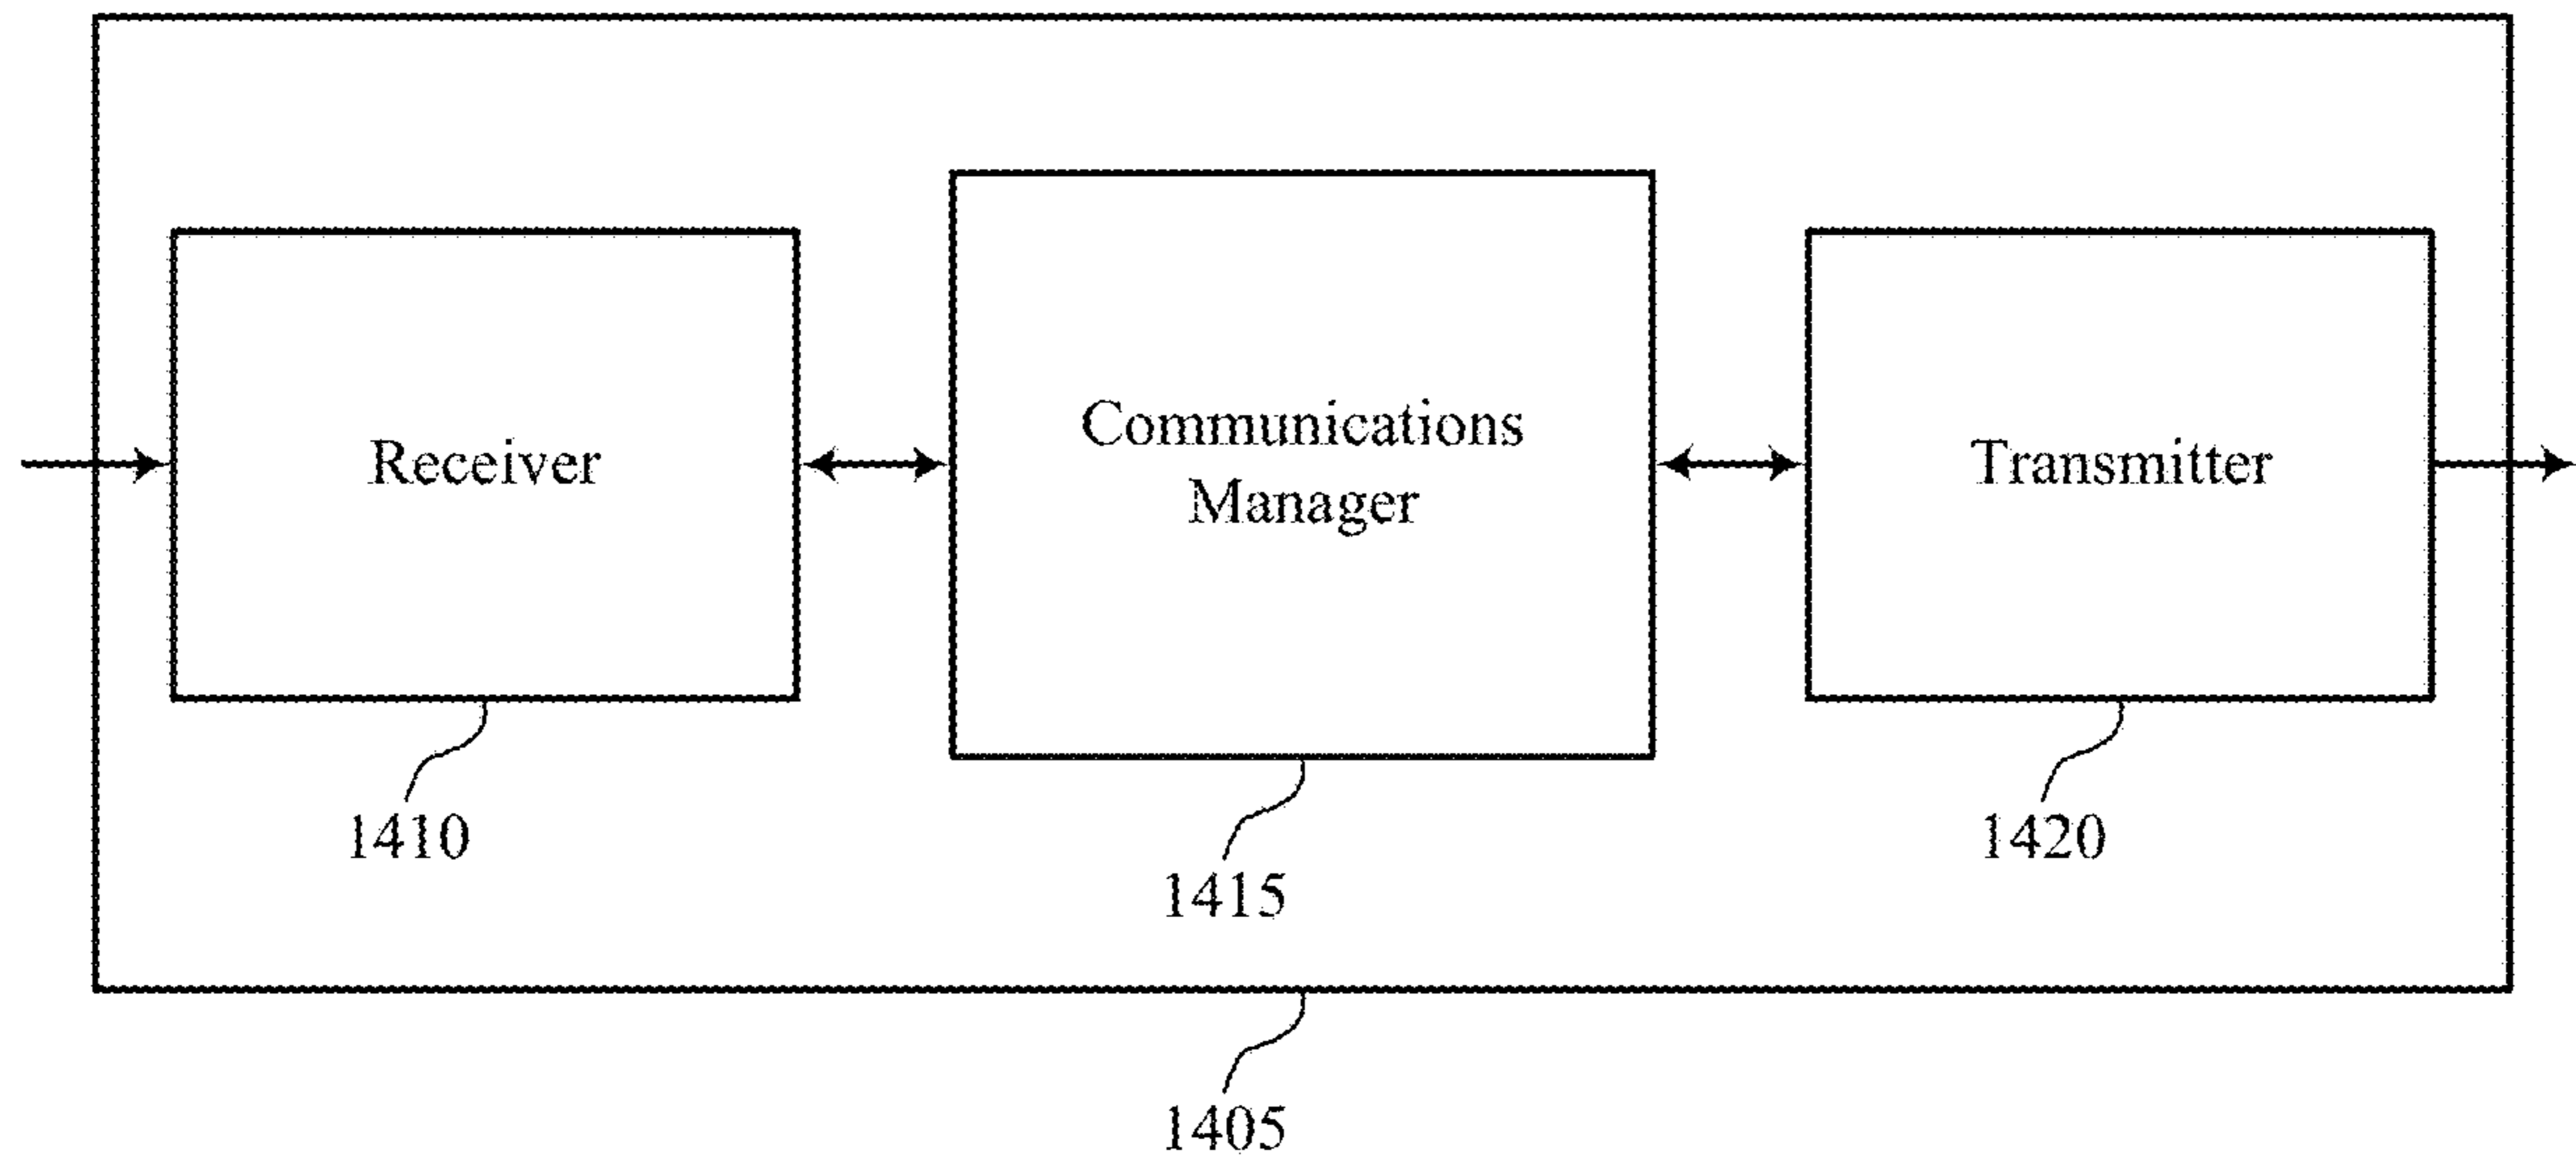 Receiver
Communications
Manager
Transmitter
1410
1415
1420
1405